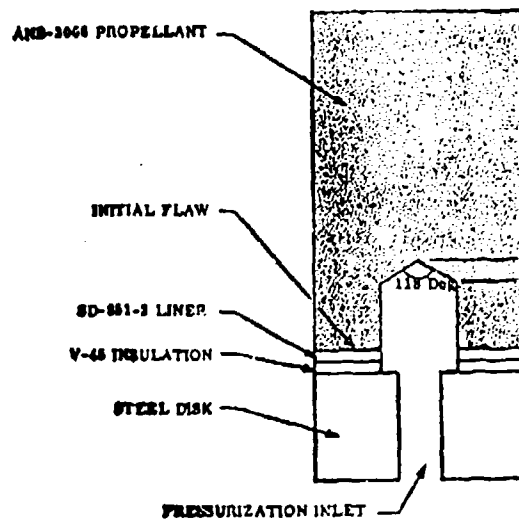 ANB-3066 PROPELLANT
INITIAL FLAW
118 Deg
SD-851-2 LINER
V-45 INSULATION
STEEL DISK
PRESSURIZATION INLET